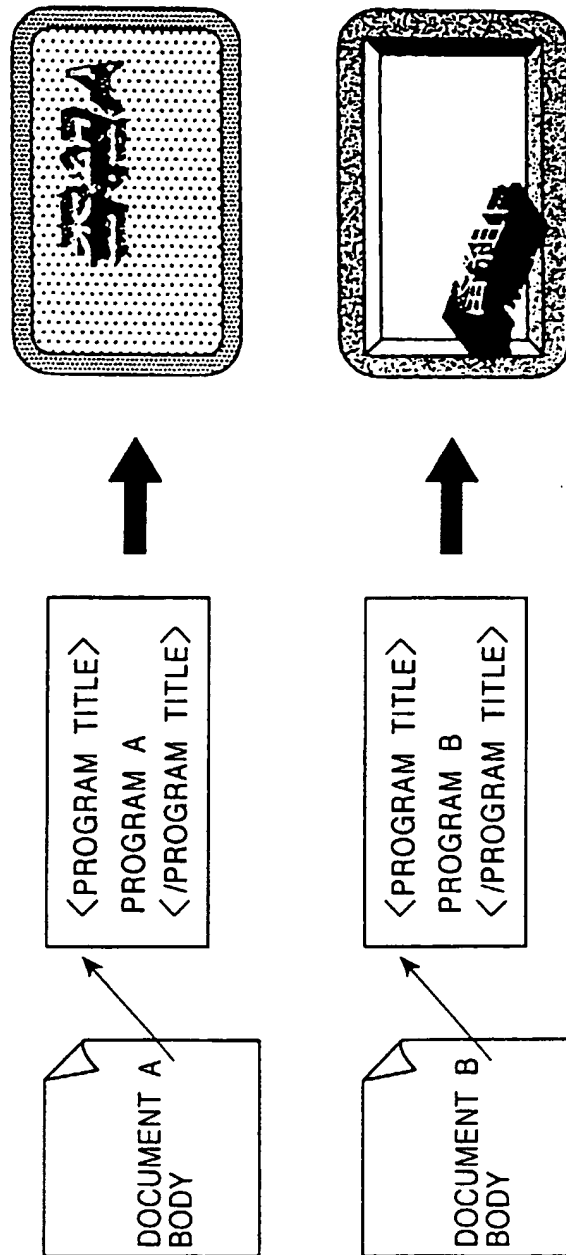 DOCUMENT A
BODY
<PROGRAM TITLE>
PROGRAM A
</PROGRAM TITLE>
DOCUMENT B
BODY
<PROGRAM TITLE>
PROGRAM B
</PROGRAM TITLE>